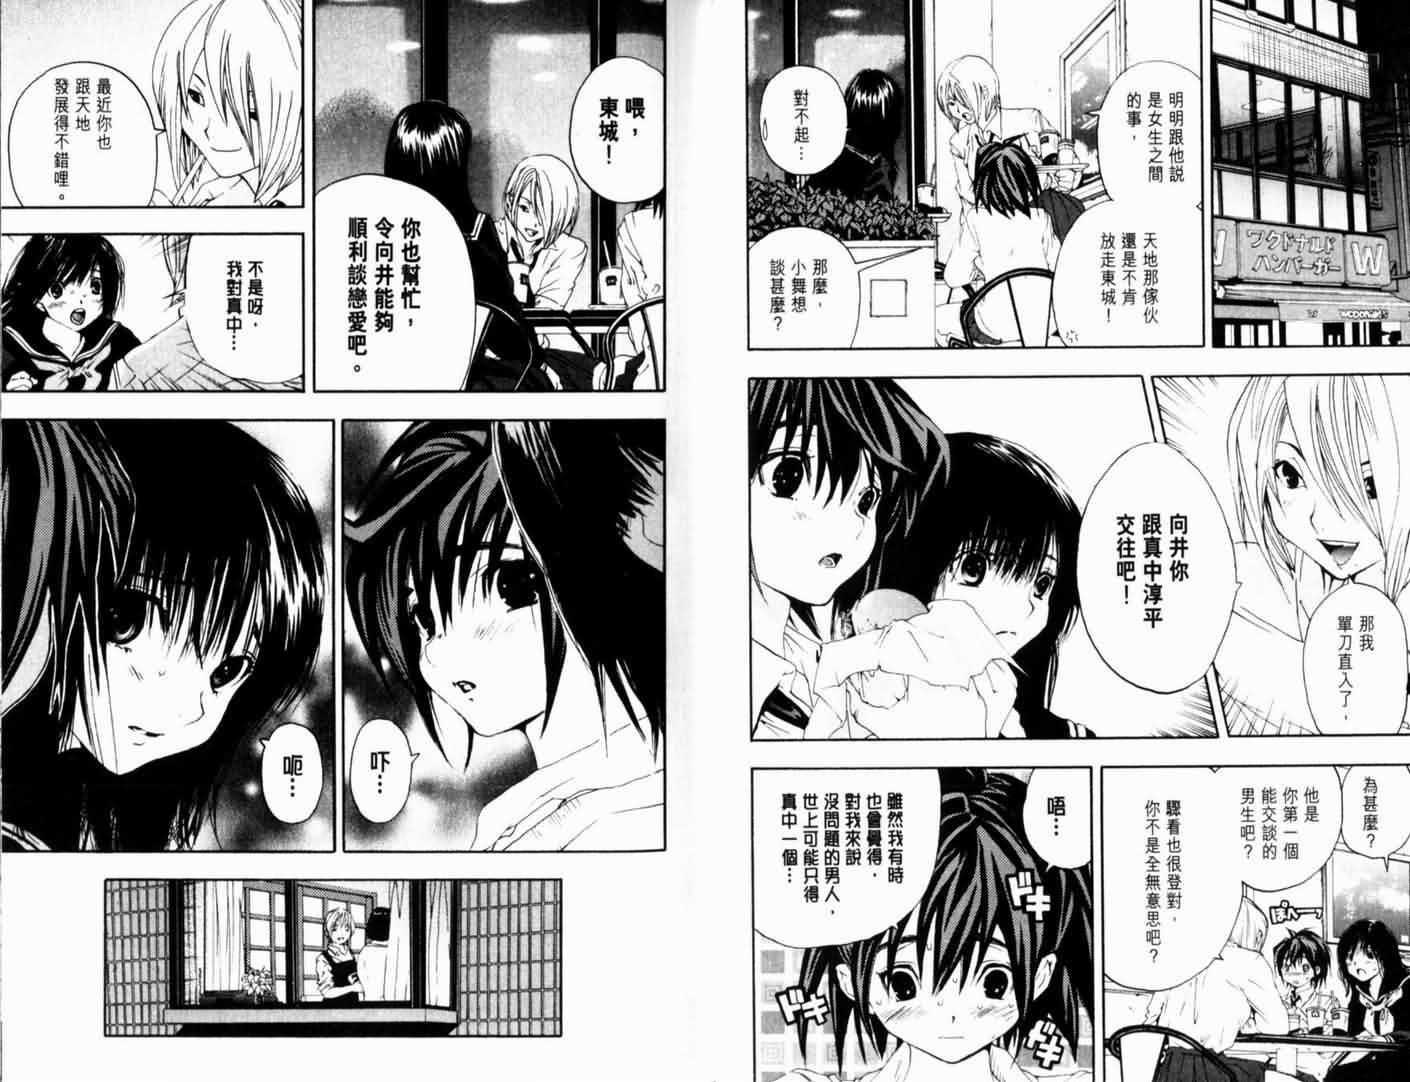 ワクドナルド
ハンバーガー
W
WCDONALD
明明跟他說
是女生之間
的事，
天地那傢伙
還是不肯
放走東城！
對不起…
那麼，
小舞想
談甚麼？
那我
單刀直入了，
向井你
跟真中淳平
交往吧！
為甚麼？
他是
你第一個
能交談的
男生吧？
驟看也很登對，
你不是全無意思吧？
ぽへーっ
唔…
雖然我有時
也會覺得，
對我來說
沒問題的男人，
世上可能只得
真中一個…
ドキ
ドキ
ドキ
喂，
東城！
你也幫忙，
令向井能夠
順利談戀愛吧。
最近你也
跟天地
發展得不錯哩。
不是呀，
我對真中…
吓…
呃…